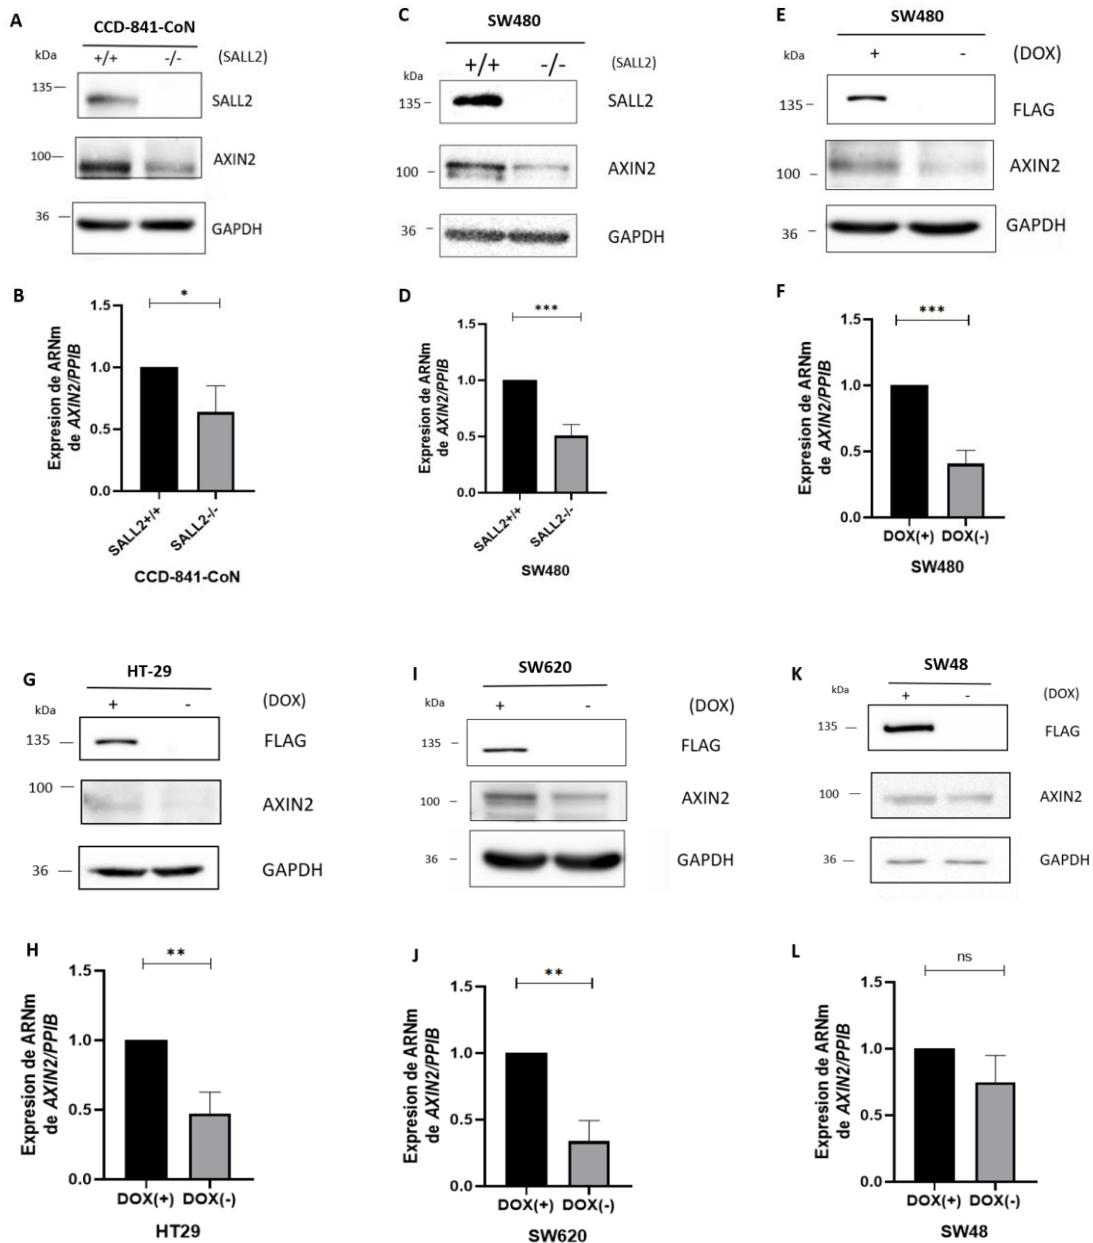 A
CCD-841-CoN
kDa
+/+ -/- (SALL2)
135
SALL2
100
AXIN2
36
GAPDH
B
*
Expresion de ARNm
de AXIN2/PPIB
1.5
1.0
0.5
0.0
SALL2+/+
SALL2-/-
CCD-841-CoN
C
SW480
kDa
+/+ -/- (SALL2)
135
SALL2
100
AXIN2
36
GAPDH
D
***
Expresion de ARNm
de AXIN2/PPIB
1.5
1.0
0.5
0.0
SALL2+/+
SALL2-/-
SW480
E
SW480
kDa
+ - (DOX)
135
FLAG
100
AXIN2
36
GAPDH
F
***
Expresion de ARNm
de AXIN2/PPIB
1.5
1.0
0.5
0.0
DOX(+) DOX(-)
SW480
G
HT-29
kDa
+ - (DOX)
135
FLAG
100
AXIN2
36
GAPDH
H
**
Expresion de ARNm
de AXIN2/PPIB
1.5
1.0
0.5
0.0
DOX(+) DOX(-)
HT29
I
SW620
kDa
+ - (DOX)
135
FLAG
100
AXIN2
36
GAPDH
J
**
Expresion de ARNm
de AXIN2/PPIB
1.5
1.0
0.5
0.0
DOX(+) DOX(-)
SW620
K
SW48
kDa
+ - (DOX)
135
FLAG
100
AXIN2
36
GAPDH
L
ns
Expresion de ARNm
de AXIN2/PPIB
1.5
1.0
0.5
0.0
DOX(+) DOX(-)
SW48